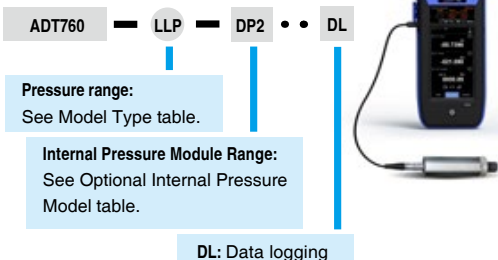 ADT760 — LLP — DP2 • • DL
Pressure range:
See Model Type table.
Internal Pressure Module Range:
See Optional Internal Pressure
Model table.
DL: Data logging